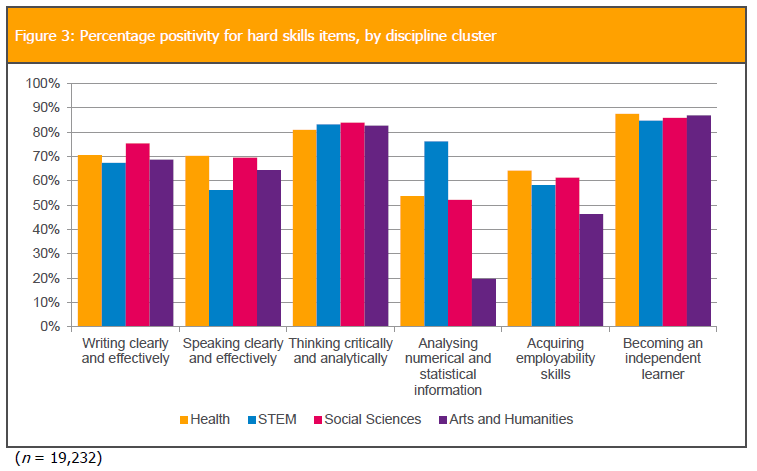 Figure 3: Percentage positivity for hard skills items, by discipline cluster
100%
90%
80%
70%
60%
50%
40%
30%
20%
10%
0%
Writing clearly
and effectively
Speaking clearly
and effectively
Thinking critically
and analytically
Analysing
numerical and
statistical
information
Acquiring
employability
skills
Becoming an
independent
learner
Health
STEM
Social Sciences
Arts and Humanities
(n = 19,232)